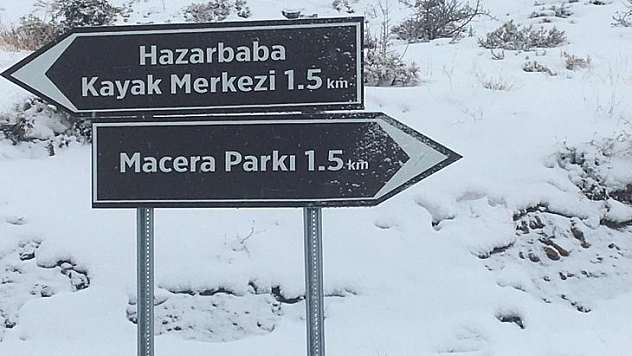 Hazarbaba
Kayak Merkezi 1.5 km
Macera Parkı 1.5 km